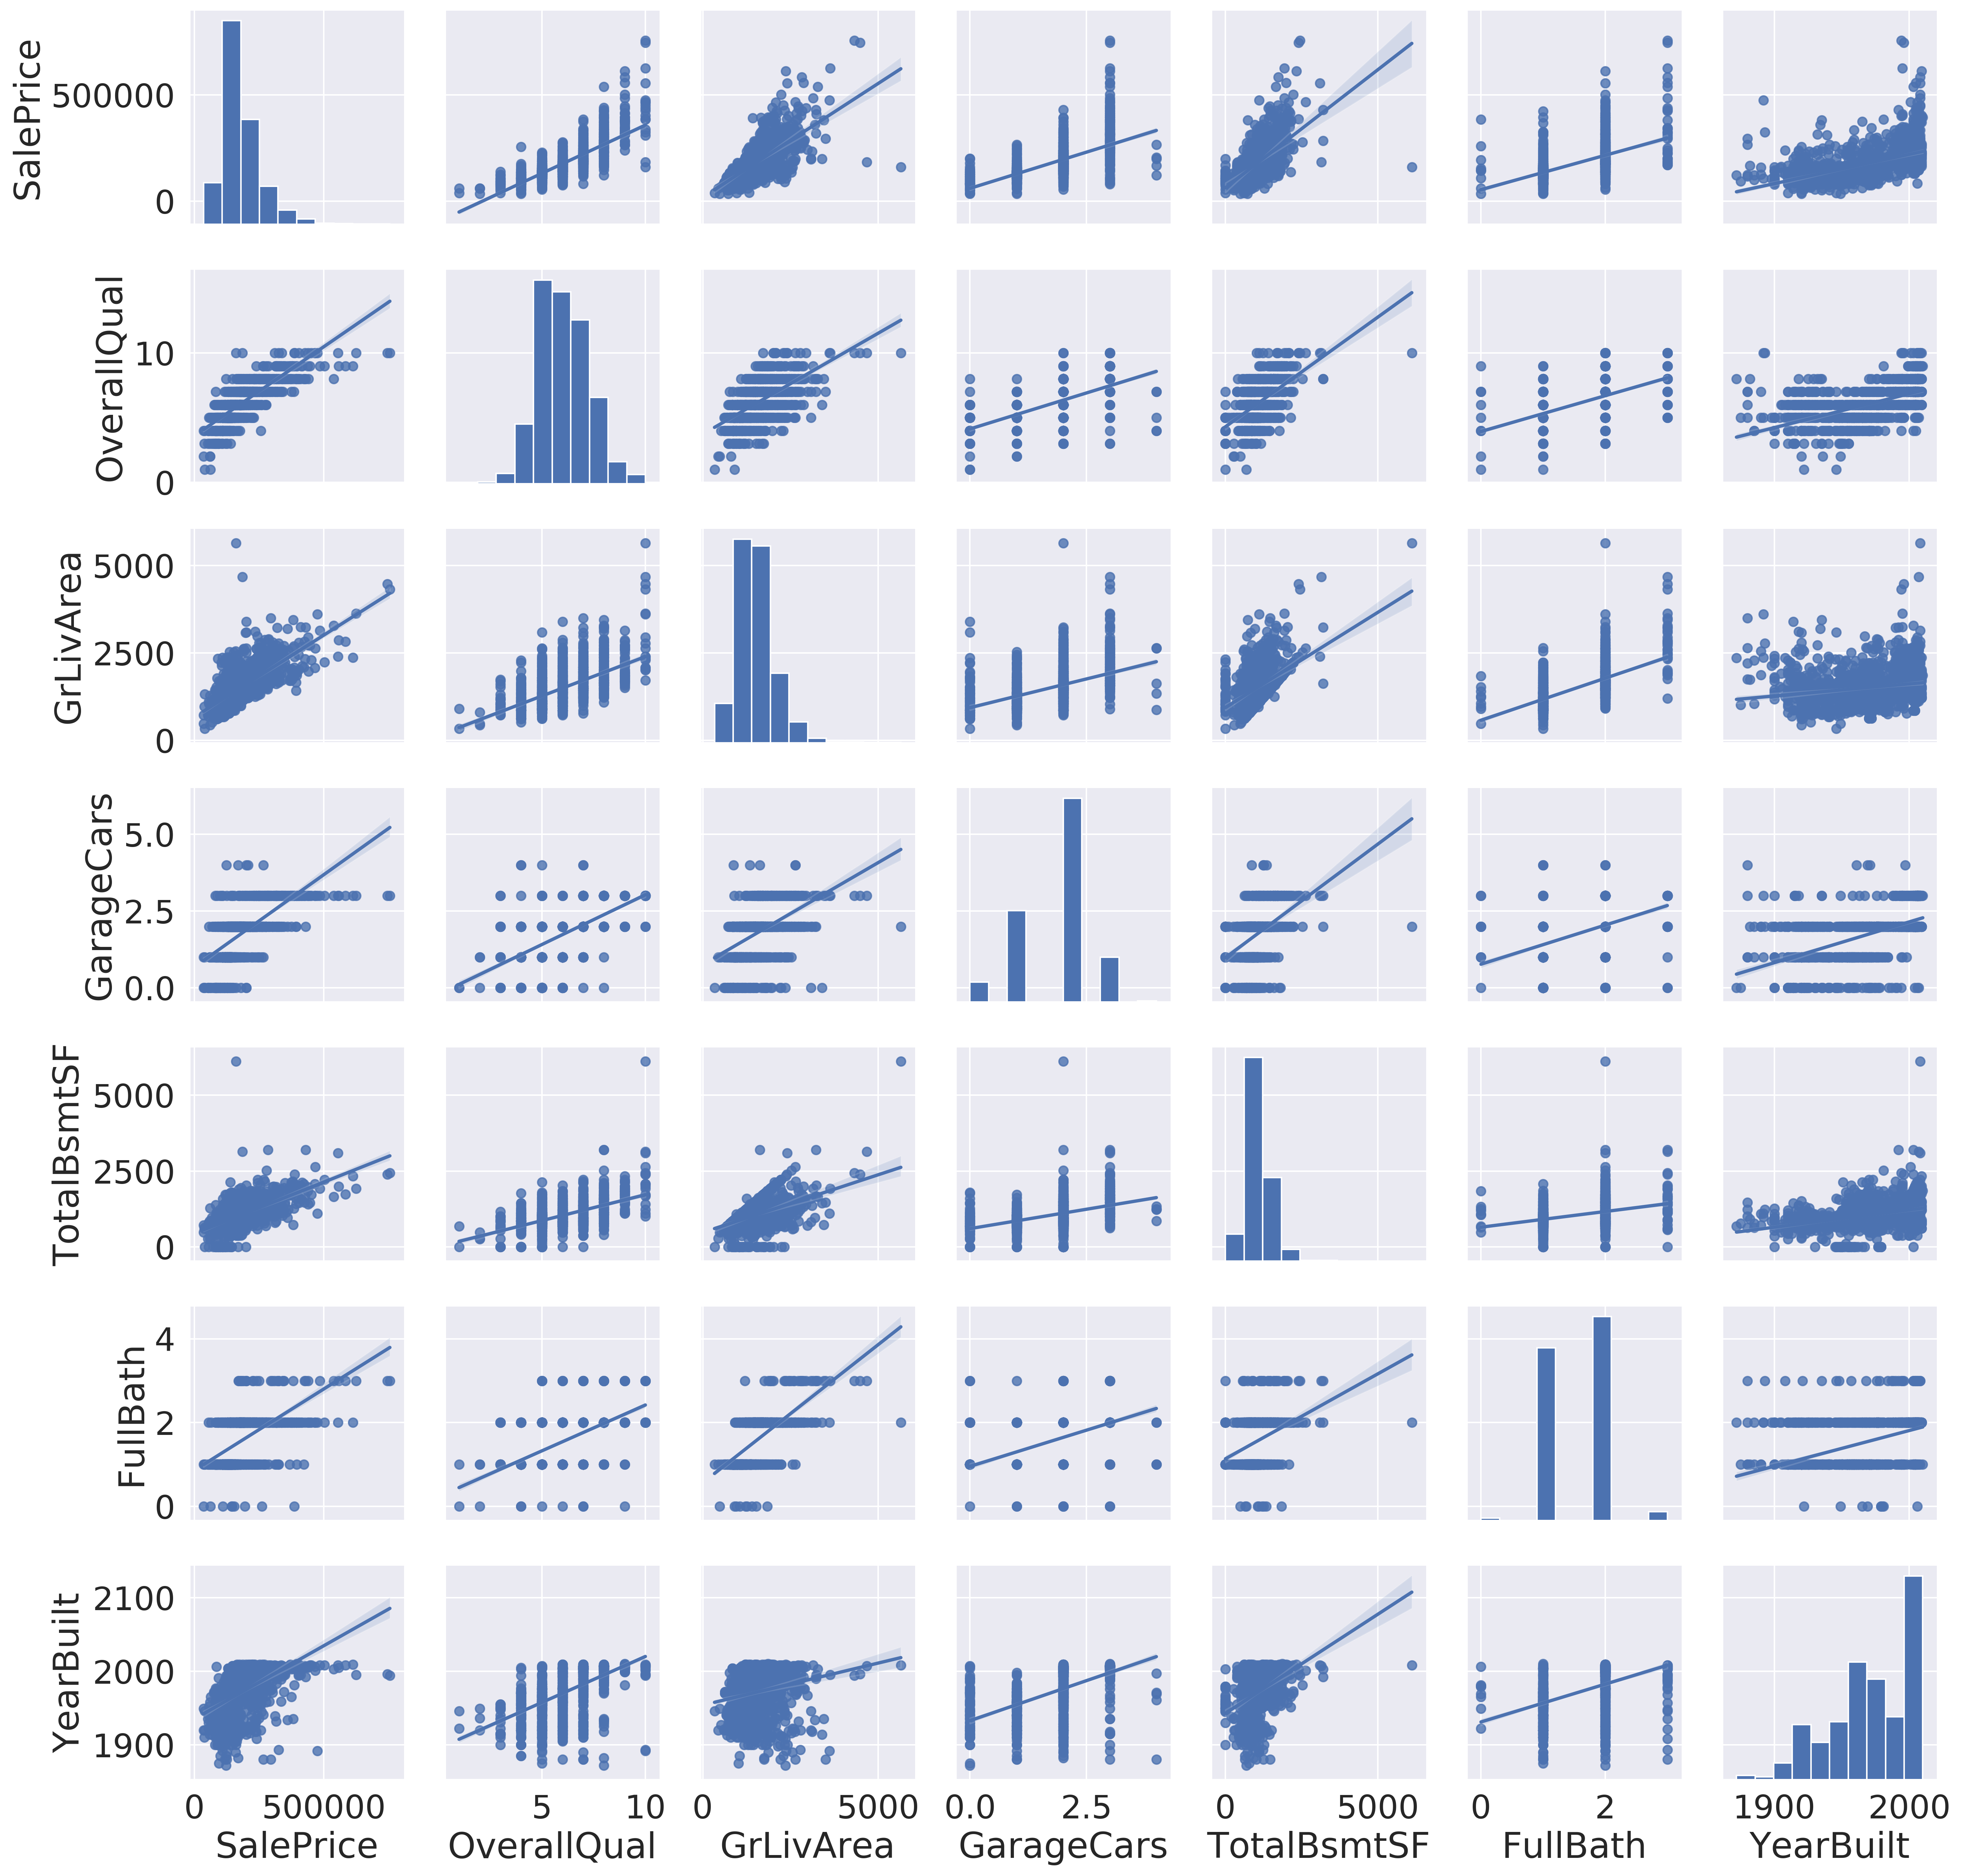 SalePrice
500000
0
OverallQual
10
0
GrLivArea
5000
2500
0
GarageCars
5.0
2.5
0.0
TotalBsmtSF
5000
2500
0
FullBath
4
2
0
YearBuilt
2100
2000
1900
0 500000 5 10 0 5000 0.0 2.5 0 5000 0 2 1900 2000
SalePrice OverallQual GrLivArea GarageCars TotalBsmtSF FullBath YearBuilt